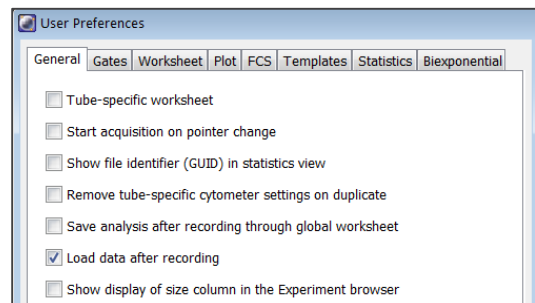 User Preferences
General Gates Worksheet Plot FCS Templates Statistics Biexponential
Tube-specific worksheet
Start acquisition on pointer change
Show file identifier (GUID) in statistics view
Remove tube-specific cytometer settings on duplicate
Save analysis after recording through global worksheet
Load data after recording
Show display of size column in the Experiment browser